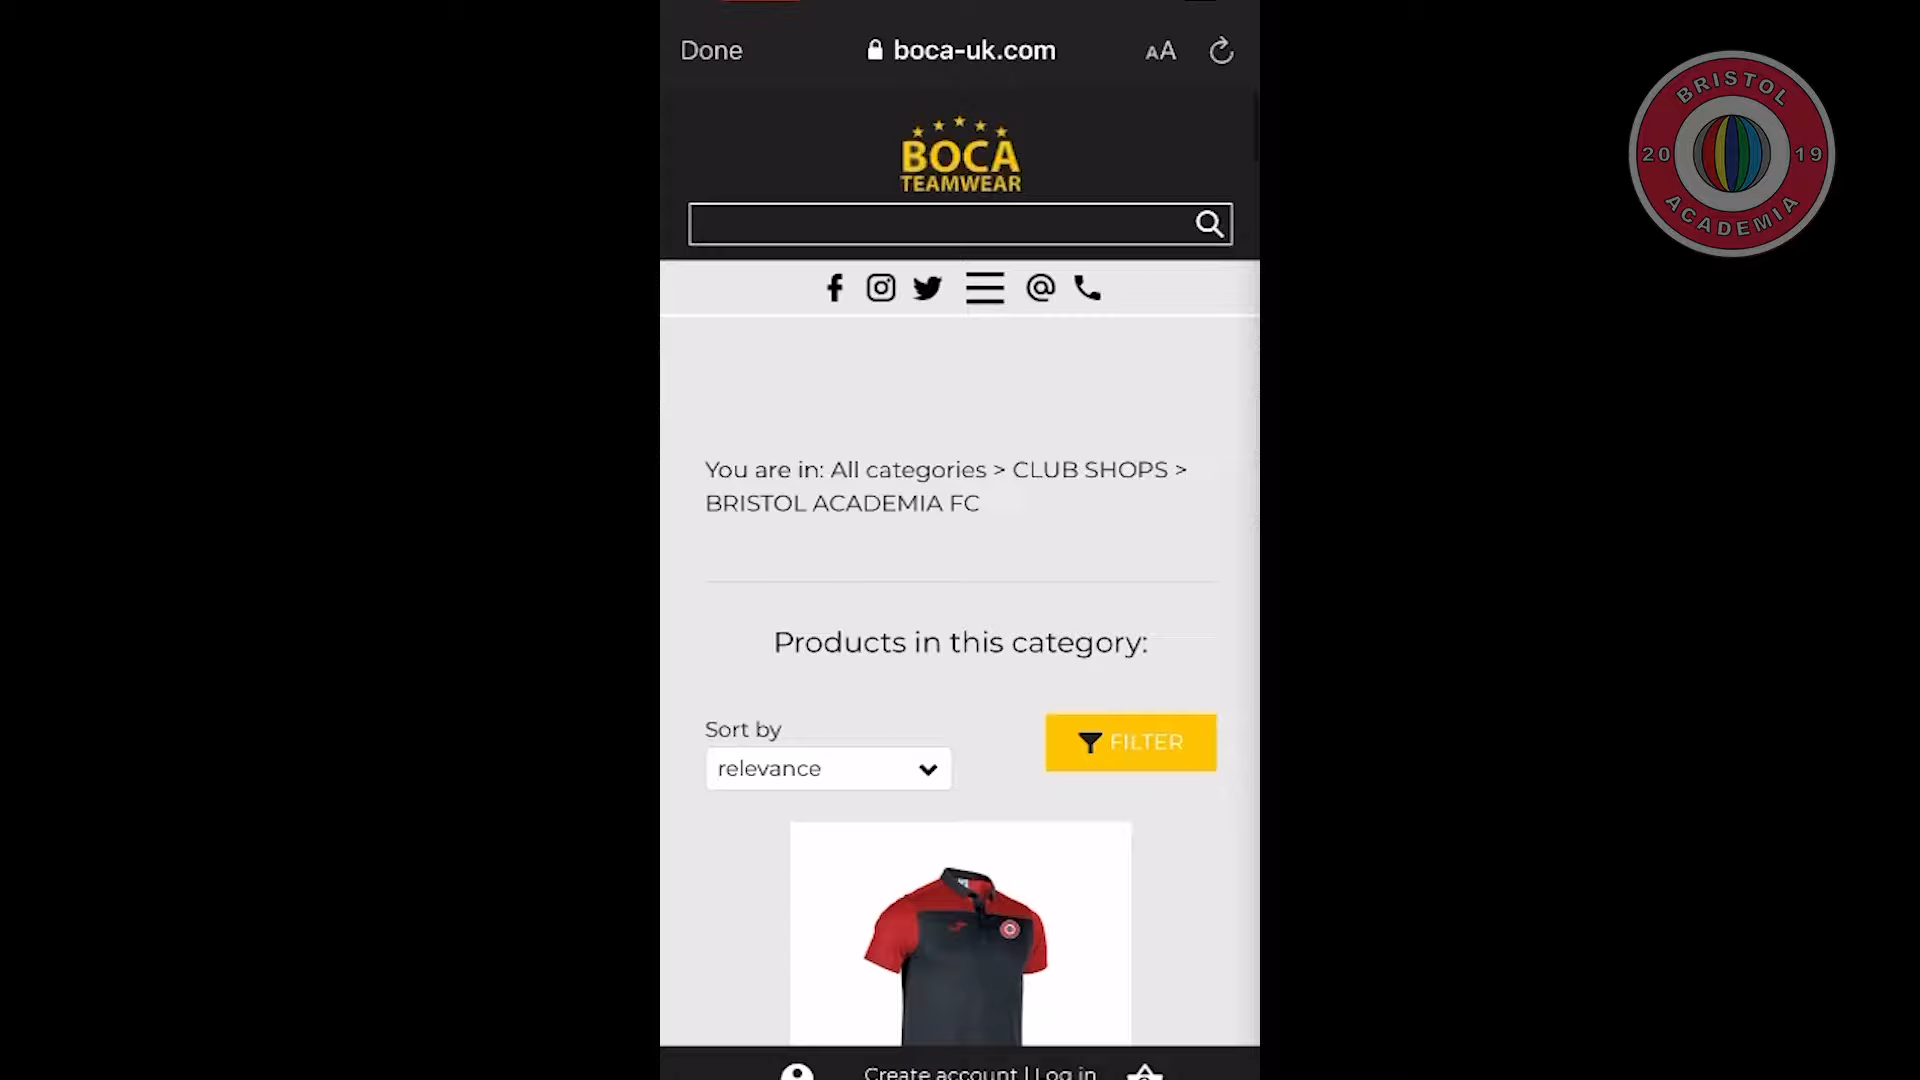 Done
boca-uk.com
AA
BOCA
TEAMWEAR
You are in: All categories > CLUB SHOPS >
BRISTOL ACADEMIA FC
Products in this category:
Sort by
relevance
FILTER
Create account | Log in
BRISTOL
20 19
ACADEMIA